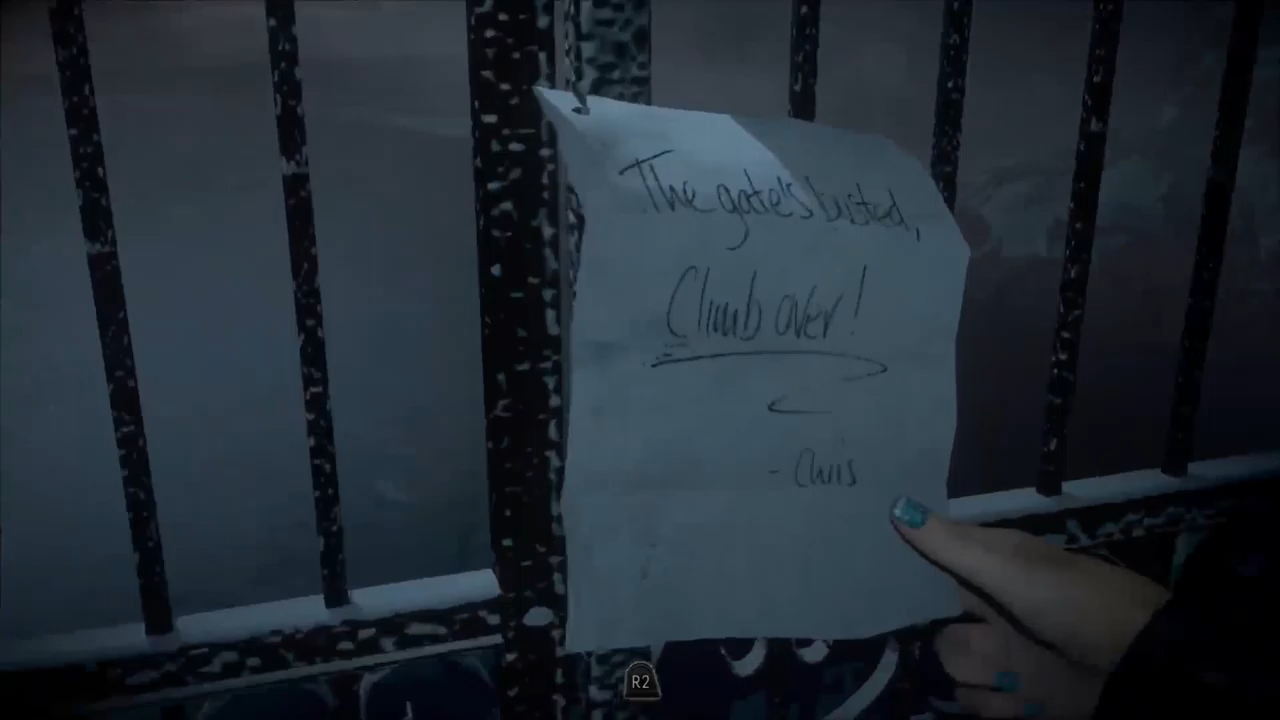 The gate's busted,
Climb over!
- Chris
R2